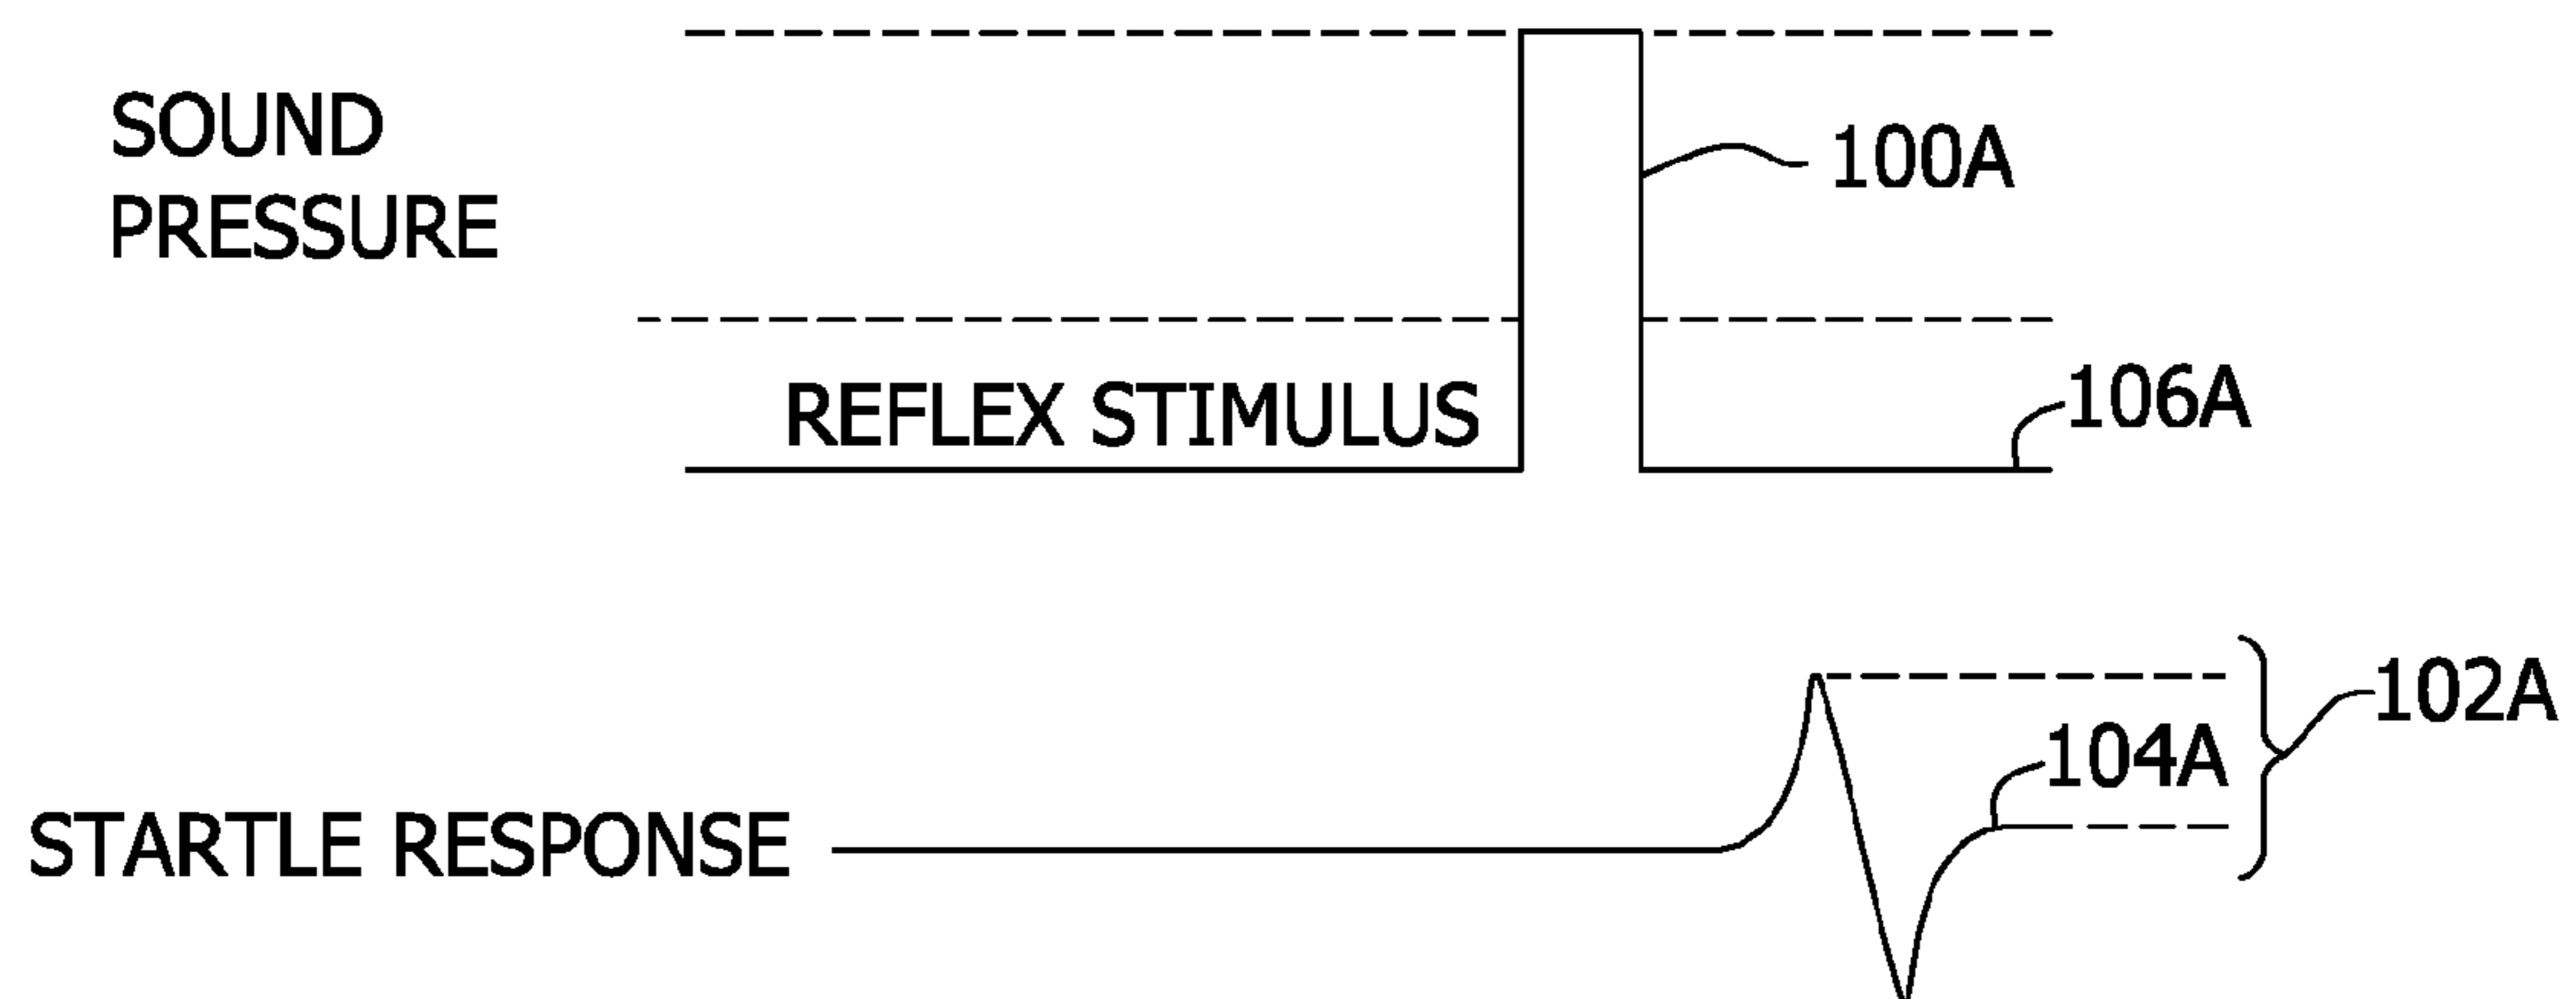 SOUND
PRESSURE
100A
REFLEX STIMULUS
106A
102A
104A
STARTLE RESPONSE